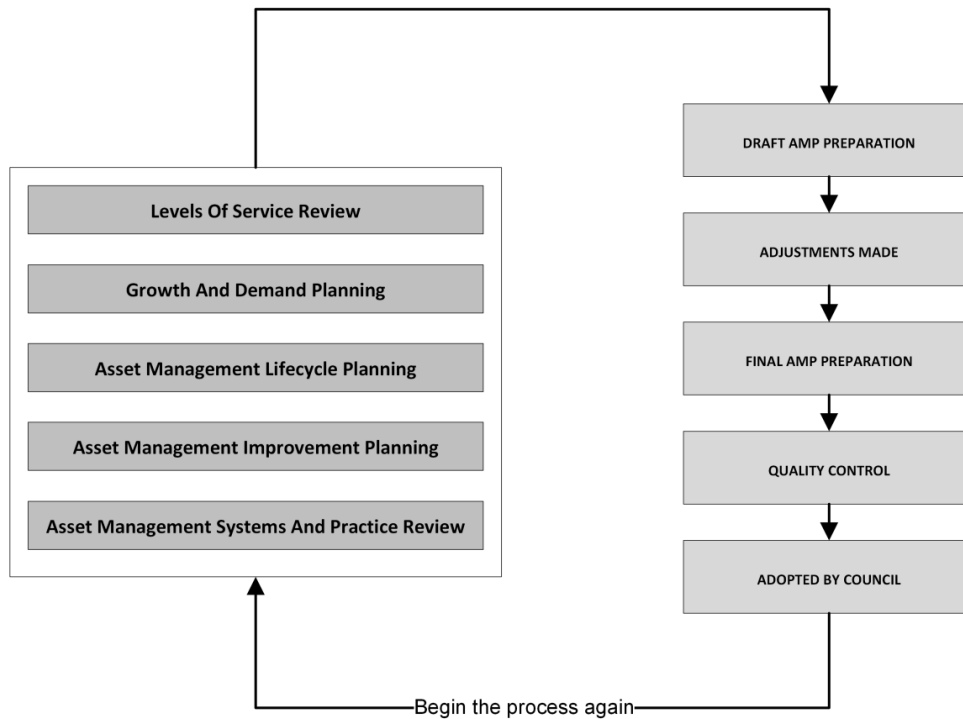 Levels Of Service Review
Growth And Demand Planning
Asset Management Lifecycle Planning
Asset Management Improvement Planning
Asset Management Systems And Practice Review
DRAFT AMP PREPARATION
ADJUSTMENTS MADE
FINAL AMP PREPARATION
QUALITY CONTROL
ADOPTED BY COUNCIL
Begin the process again